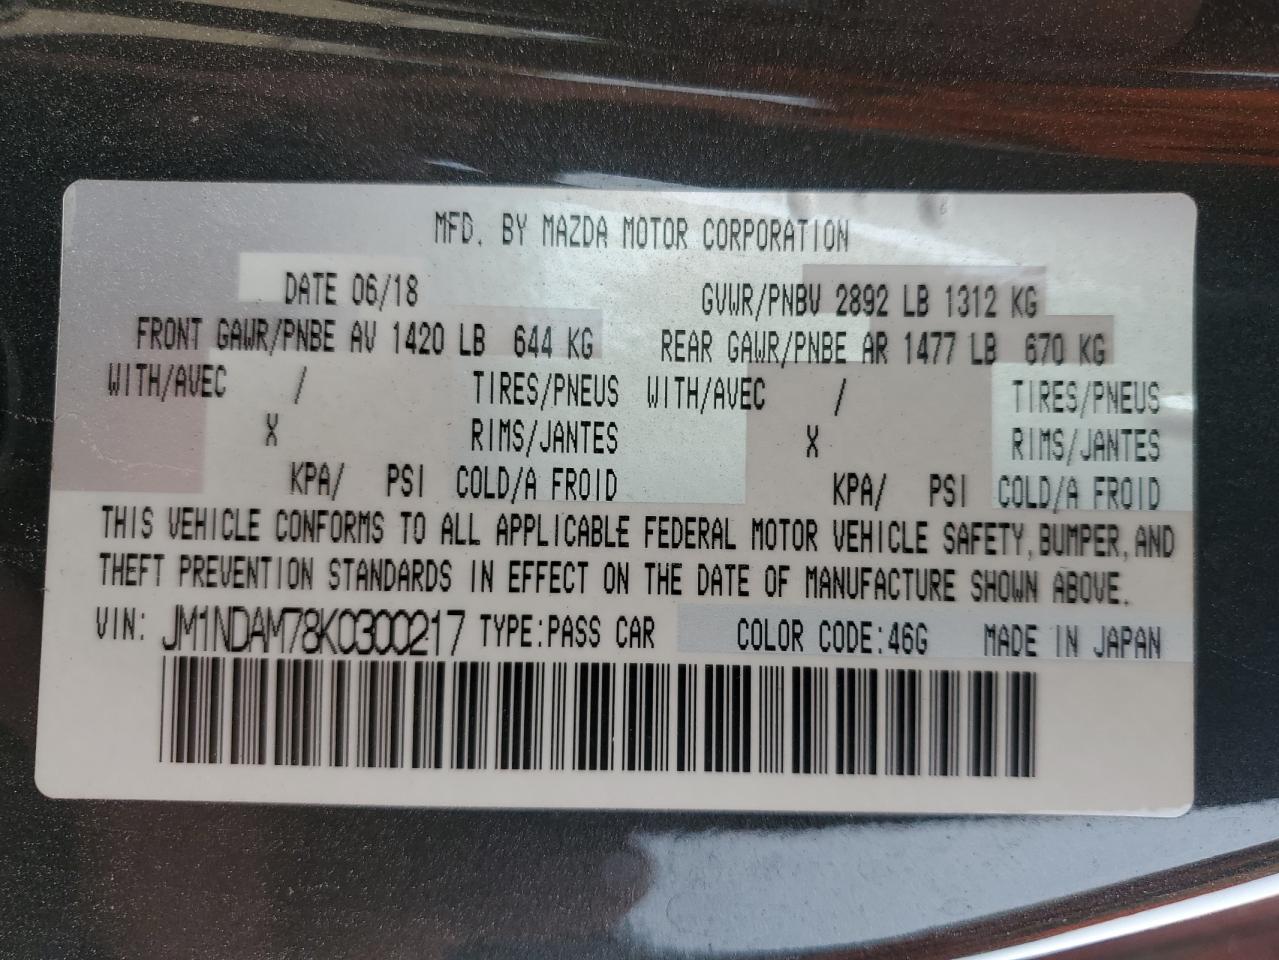 MFD. BY MAZDA MOTOR CORPORATION
DATE 06/18 GVWR/PNBV 2892 LB 1312 KG
FRONT GAWR/PNBE AV 1420 LB 644 KG REAR GAWR/PNBE AR 1477 LB 670 KG
WITH/AVEC / TIRES/PNEUS WITH/AVEC / TIRES/PNEUS
X RIMS/JANTES X RIMS/JANTES
KPA/ PSI COLD/A FROID KPA/ PSI COLD/A FROID
THIS VEHICLE CONFORMS TO ALL APPLICABLE FEDERAL MOTOR VEHICLE SAFETY, BUMPER, AND
THEFT PREVENTION STANDARDS IN EFFECT ON THE DATE OF MANUFACTURE SHOWN ABOVE.
VIN: JM1NDAM78K0300217 TYPE:PASS CAR COLOR CODE:46G MADE IN JAPAN